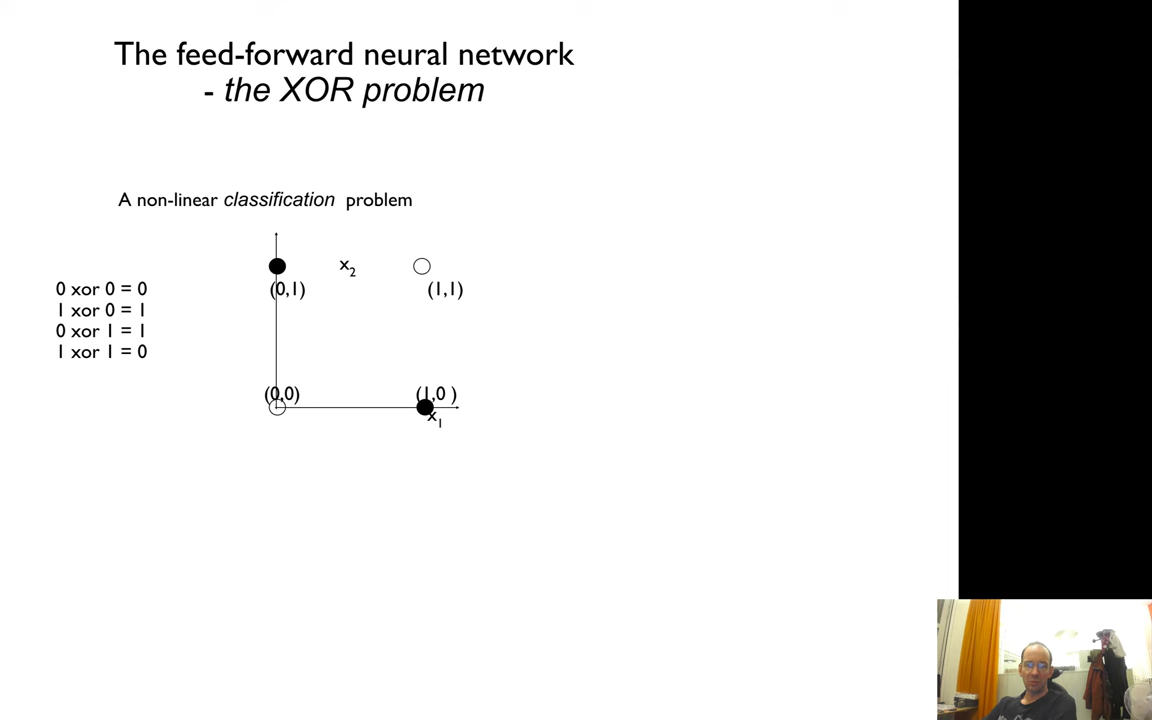 The feed-forward neural network
- the XOR problem
A non-linear classification problem
x2
(0,1)
(1,1)
0 xor 0 = 0
1 xor 0 = 1
0 xor 1 = 1
1 xor 1 = 0
(0,0)
(1,0 )
x1